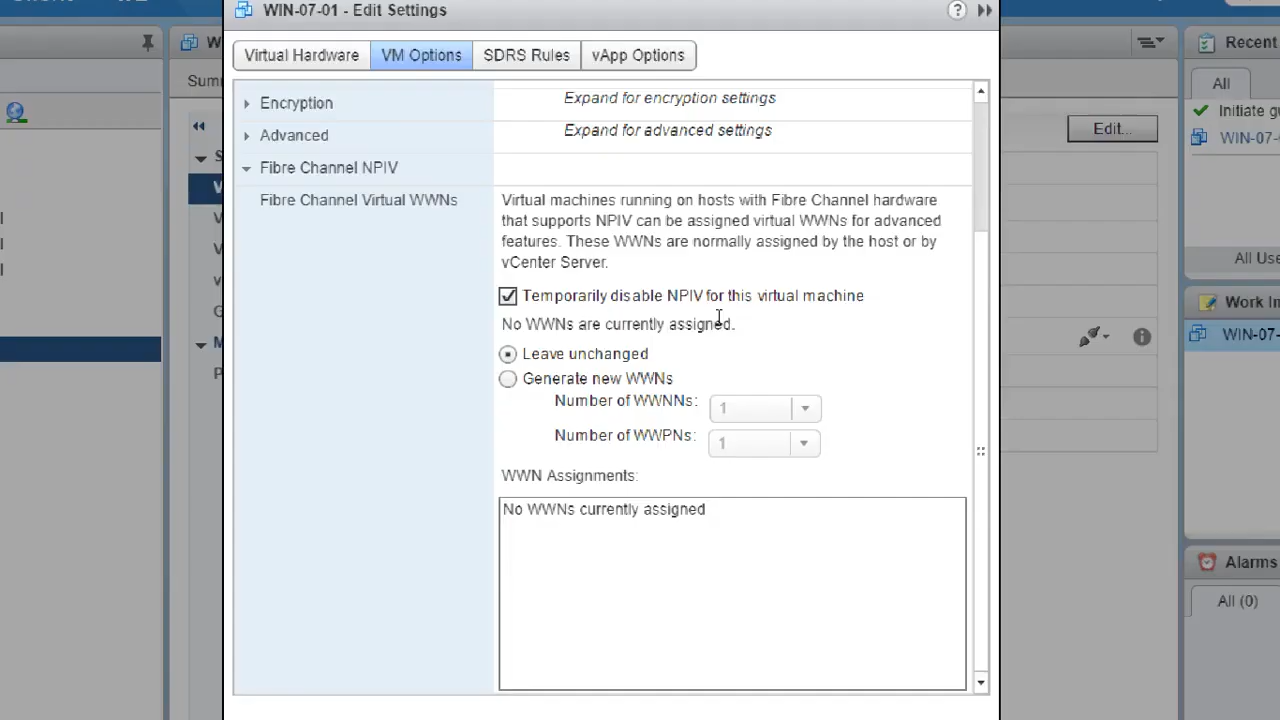 WIN-07-01 - Edit Settings
Virtual Hardware
VM Options
SDRS Rules
vApp Options
Encryption
Expand for encryption settings
Advanced
Expand for advanced settings
Fibre Channel NPIV
Fibre Channel Virtual WWNs
Virtual machines running on hosts with Fibre Channel hardware
that supports NPIV can be assigned virtual WWNs for advanced
features. These WWNs are normally assigned by the host or by
vCenter Server.
Temporarily disable NPIV for this virtual machine
No WWNs are currently assigned.
Leave unchanged
Generate new WWNs
Number of WWNNs: 1
Number of WWPNs: 1
WWN Assignments:
No WWNs currently assigned
Edit...
Recent
All
Initiate g
WIN-07-
All Use
Work In
WIN-07-
Alarms
All (0)